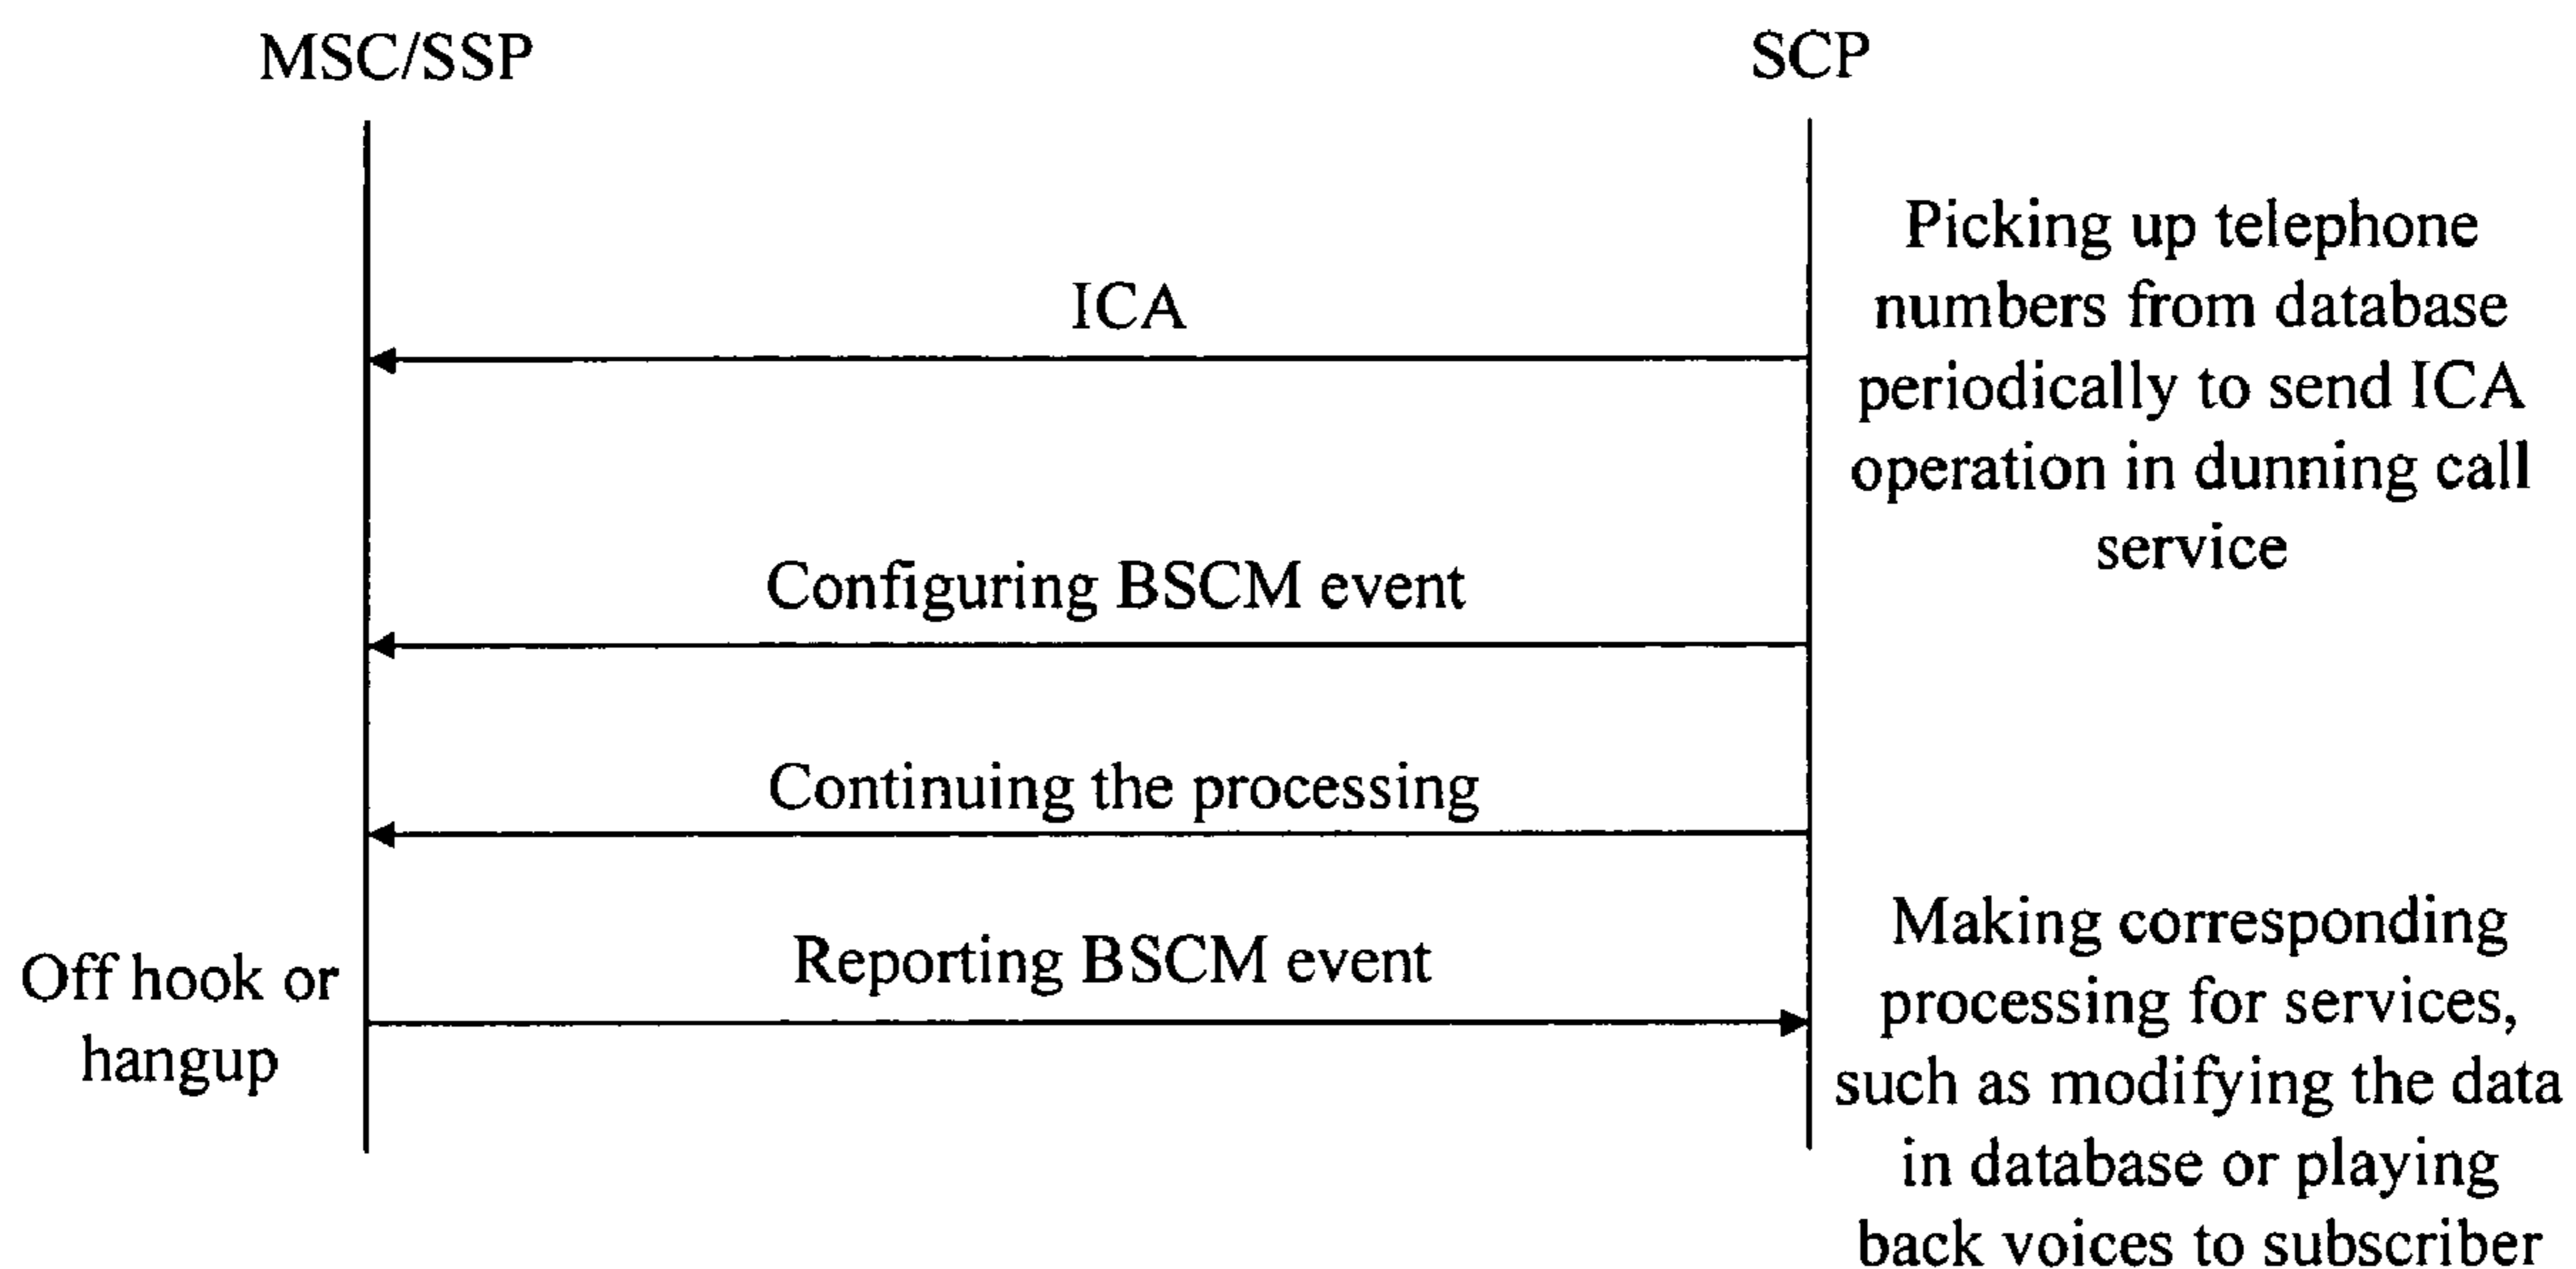 MSC/SSP
SCP
Picking up telephone
numbers from database
periodically to send ICA
operation in dunning call
service
ICA
Configuring BSCM event
Continuing the processing
Reporting BSCM event
Off hook or
hangup
Making corresponding
processing for services,
such as modifying the data
in database or playing
back voices to subscriber